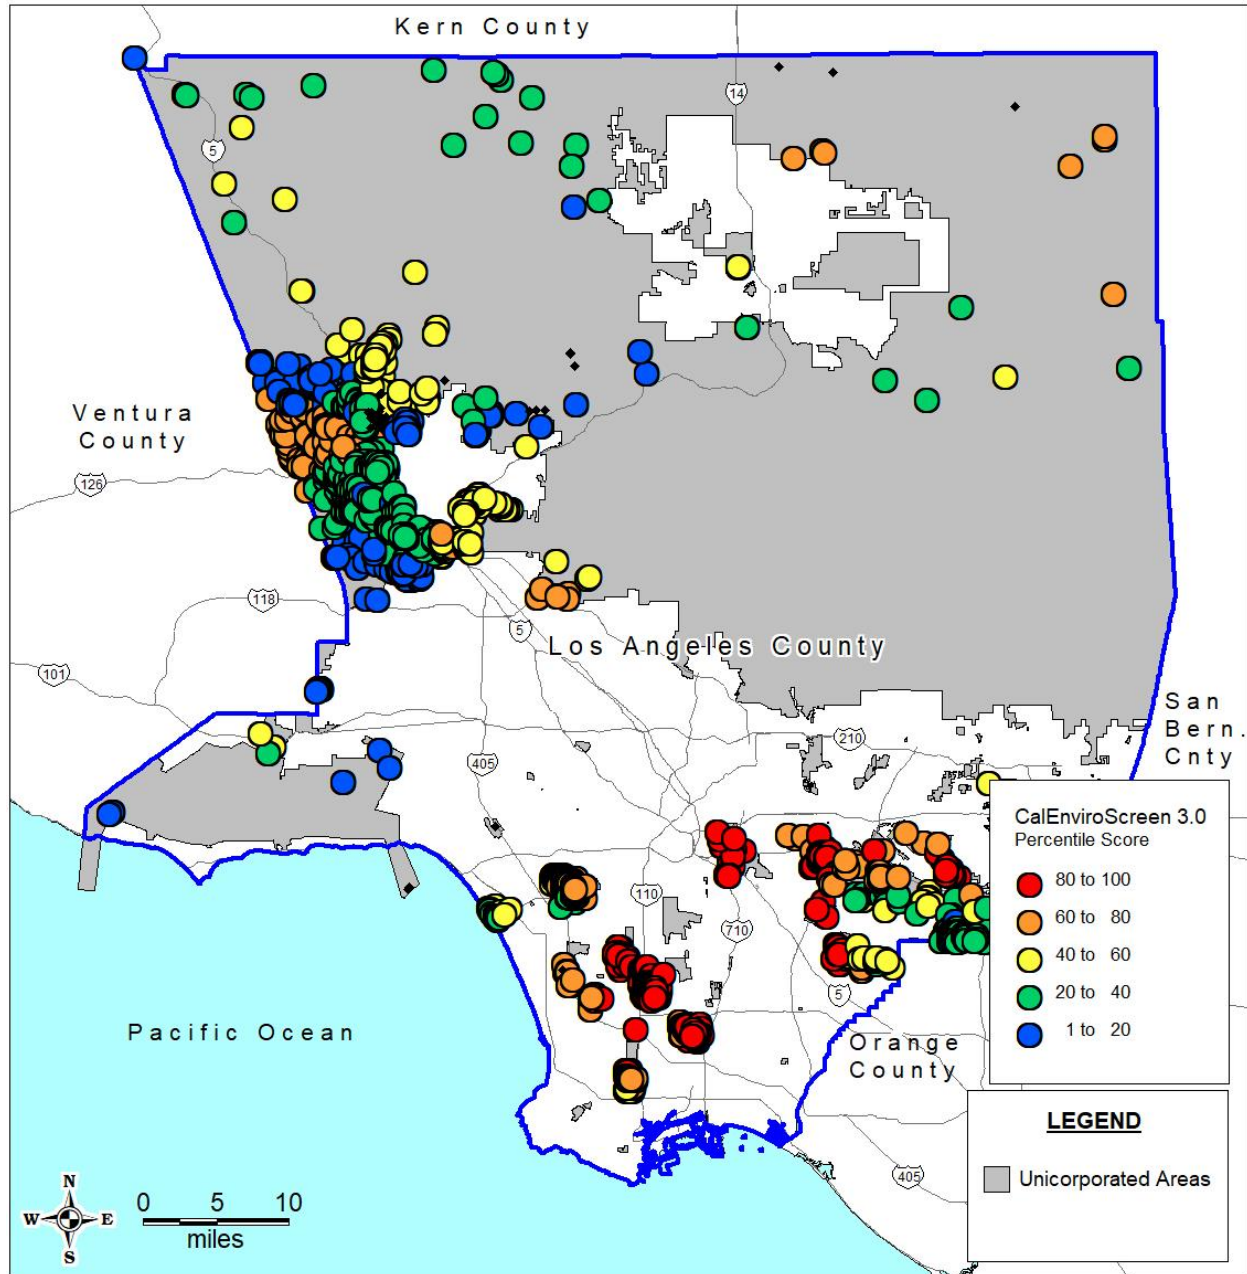 Kern County
14
5
Ventura
County
126
118
5
Los Angeles County
101
San
Bern.
Cnty
210
405
CalEnviroScreen 3.0
Percentile Score
80 to 100
60 to 80
40 to 60
20 to 40
1 to 20
110
710
5
Pacific Ocean
Orange
County
LEGEND
Unicorporated Areas
405
N
W E
S
0 5 10
miles